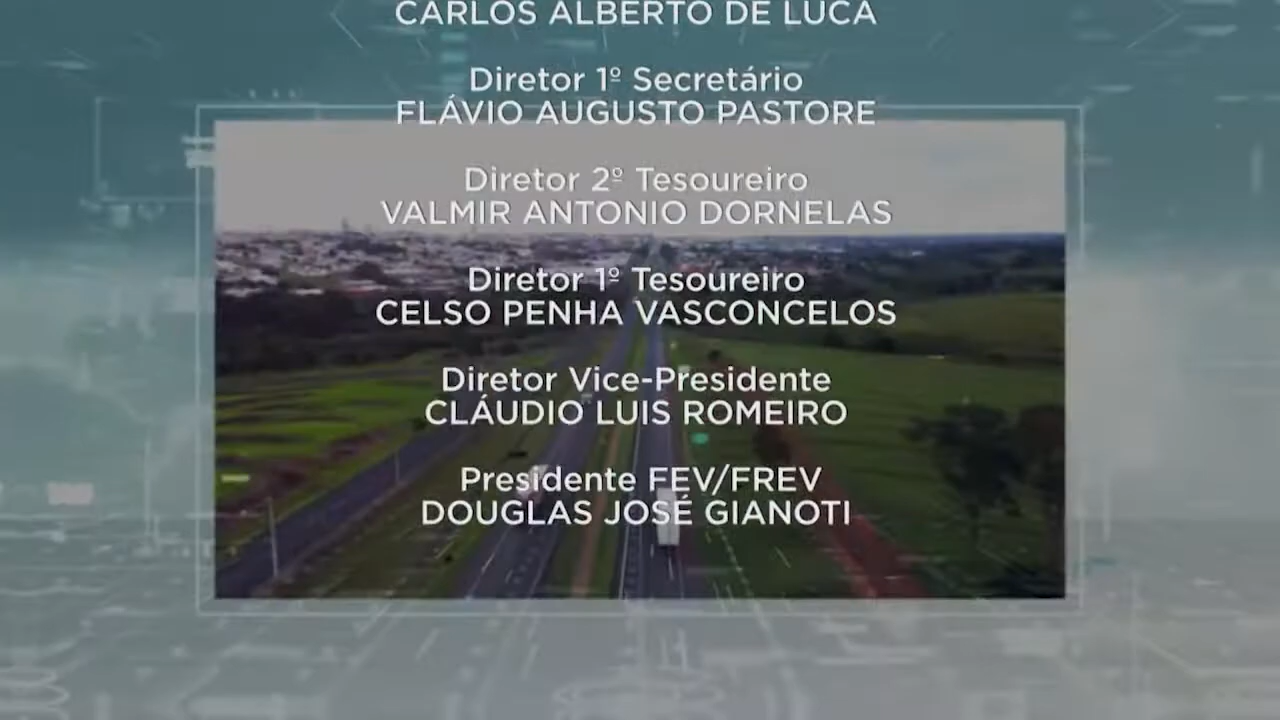 CARLOS ALBERTO DE LUCA
Diretor 1º Secretário
FLÁVIO AUGUSTO PASTORE
Diretor 2º Tesoureiro
VALMIR ANTONIO DORNELAS
Diretor 1º Tesoureiro
CELSO PENHA VASCONCELOS
Diretor Vice-Presidente
CLÁUDIO LUIS ROMEIRO
Presidente FEV/FREV
DOUGLAS JOSÉ GIANOTI